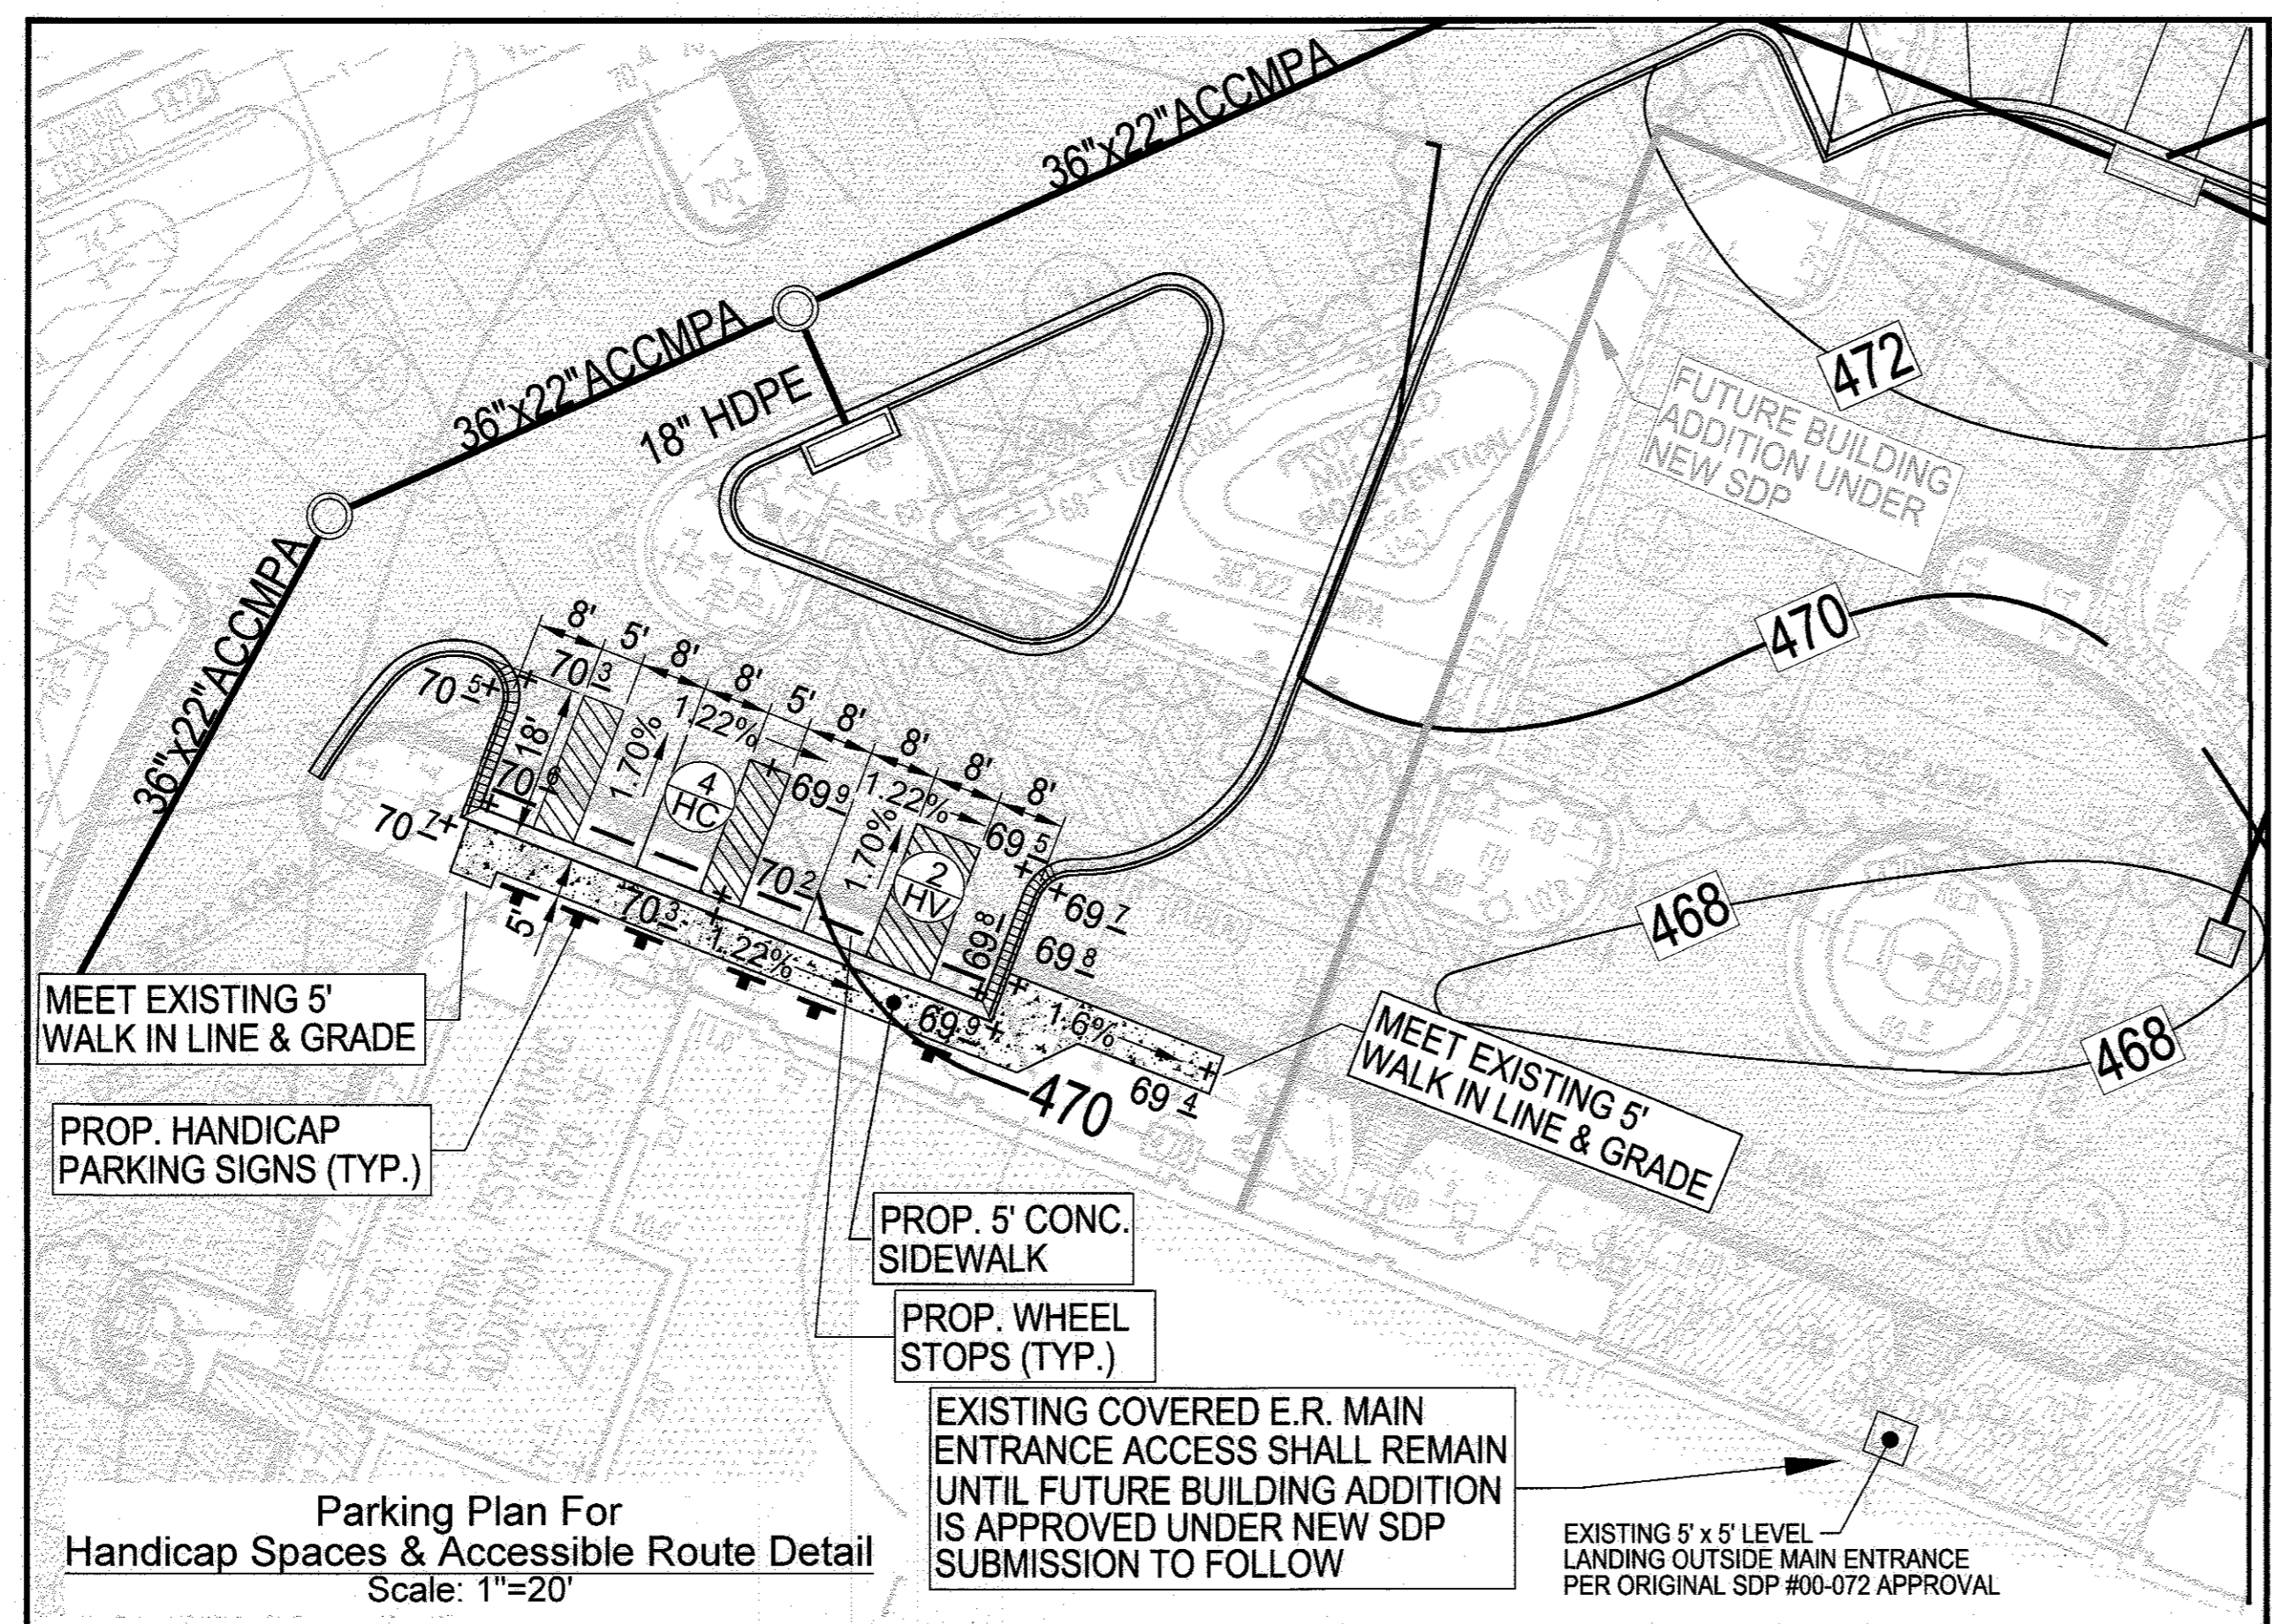 36"x22"ACCMPA
472
36"x22"ACCMPA
18" HDPE
36"x22"ACCMPA
FUTURE BUILDING
ADDITION UNDER
NEW SDP
472
470
8'
5'
8'
8'
5'
8'
8'
8'
8'
70 5
70 3
18'
1.70%
1.22%
70 6
70 7
4
HC
69 9
1.22%
1.70%
69 5
2
HV
70 2
70 3
5'
1.22%
69 8
69 7
69 8
69 9
1.6%
69 4
470
468
468
MEET EXISTING 5'
WALK IN LINE & GRADE
MEET EXISTING 5'
WALK IN LINE & GRADE
PROP. HANDICAP
PARKING SIGNS (TYP.)
PROP. 5' CONC.
SIDEWALK
PROP. WHEEL
STOPS (TYP.)
EXISTING COVERED E.R. MAIN
ENTRANCE ACCESS SHALL REMAIN
UNTIL FUTURE BUILDING ADDITION
IS APPROVED UNDER NEW SDP
SUBMISSION TO FOLLOW
EXISTING 5' x 5' LEVEL
LANDING OUTSIDE MAIN ENTRANCE
PER ORIGINAL SDP #00-072 APPROVAL
Parking Plan For
Handicap Spaces & Accessible Route Detail
Scale: 1"=20'